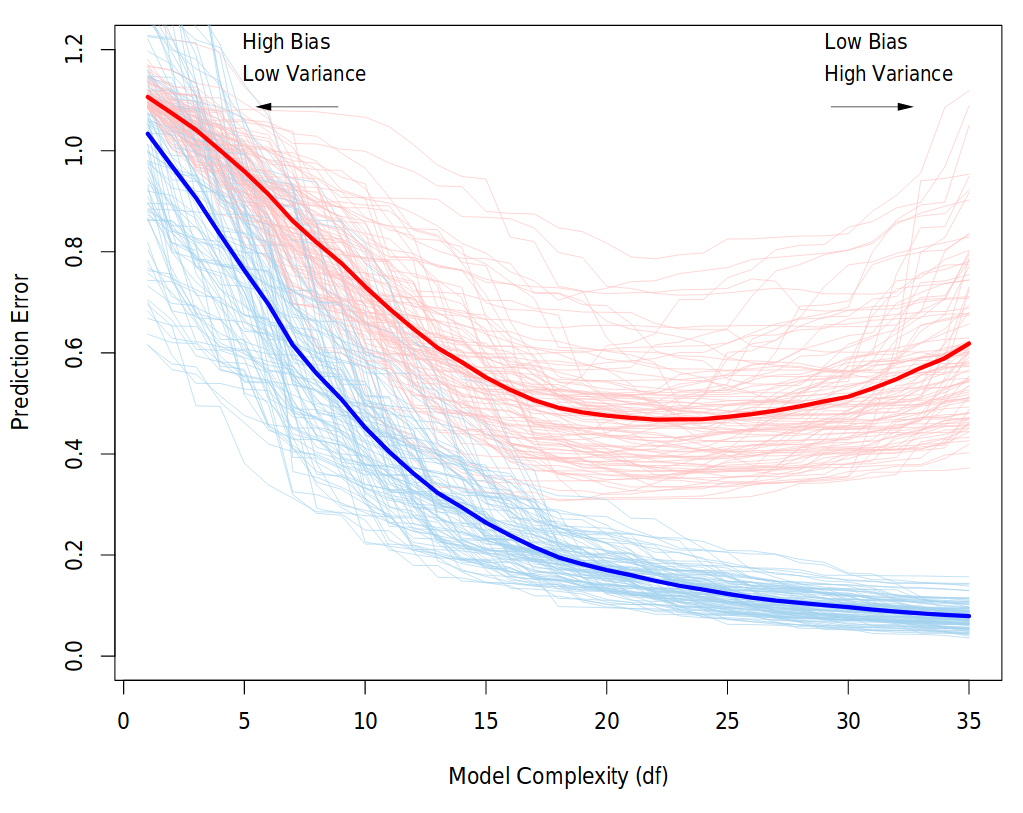 High Bias
Low Variance
Low Bias
High Variance
Prediction Error
1.2
1.0
0.8
0.6
0.4
0.2
0.0
0 5 10 15 20 25 30 35
Model Complexity (df)